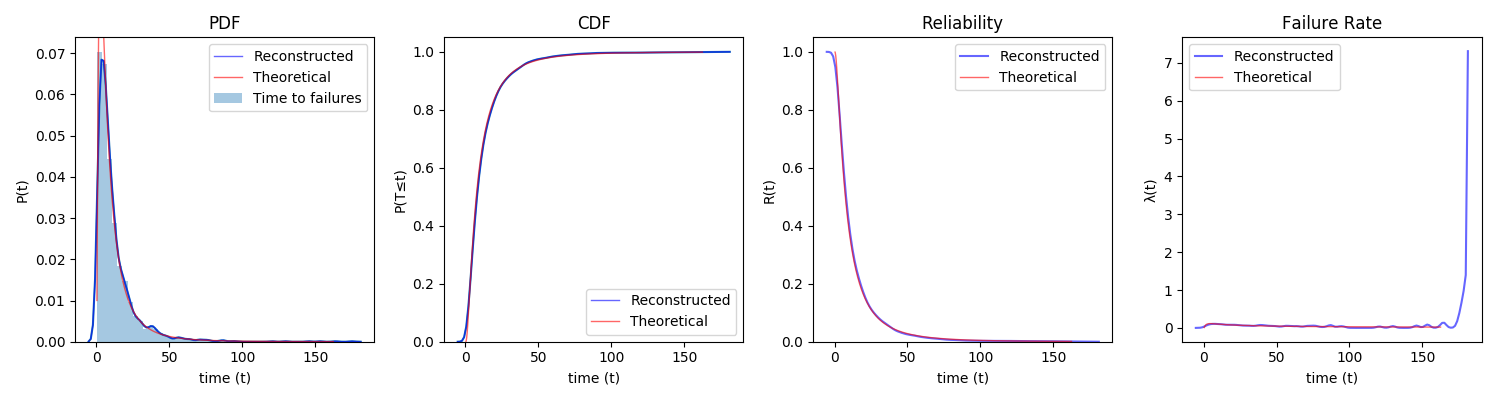 PDF
P(t)
0.07
0.06
0.05
0.04
0.03
0.02
0.01
0.00
Reconstructed
Theoretical
Time to failures
0
50
100
150
time (t)
CDF
P(T≤t)
1.0
0.8
0.6
0.4
0.2
0.0
Reconstructed
Theoretical
0
50
100
150
time (t)
Reliability
R(t)
1.0
0.8
0.6
0.4
0.2
0.0
Reconstructed
Theoretical
0
50
100
150
time (t)
Failure Rate
λ(t)
7
6
5
4
3
2
1
0
Reconstructed
Theoretical
0
50
100
150
time (t)